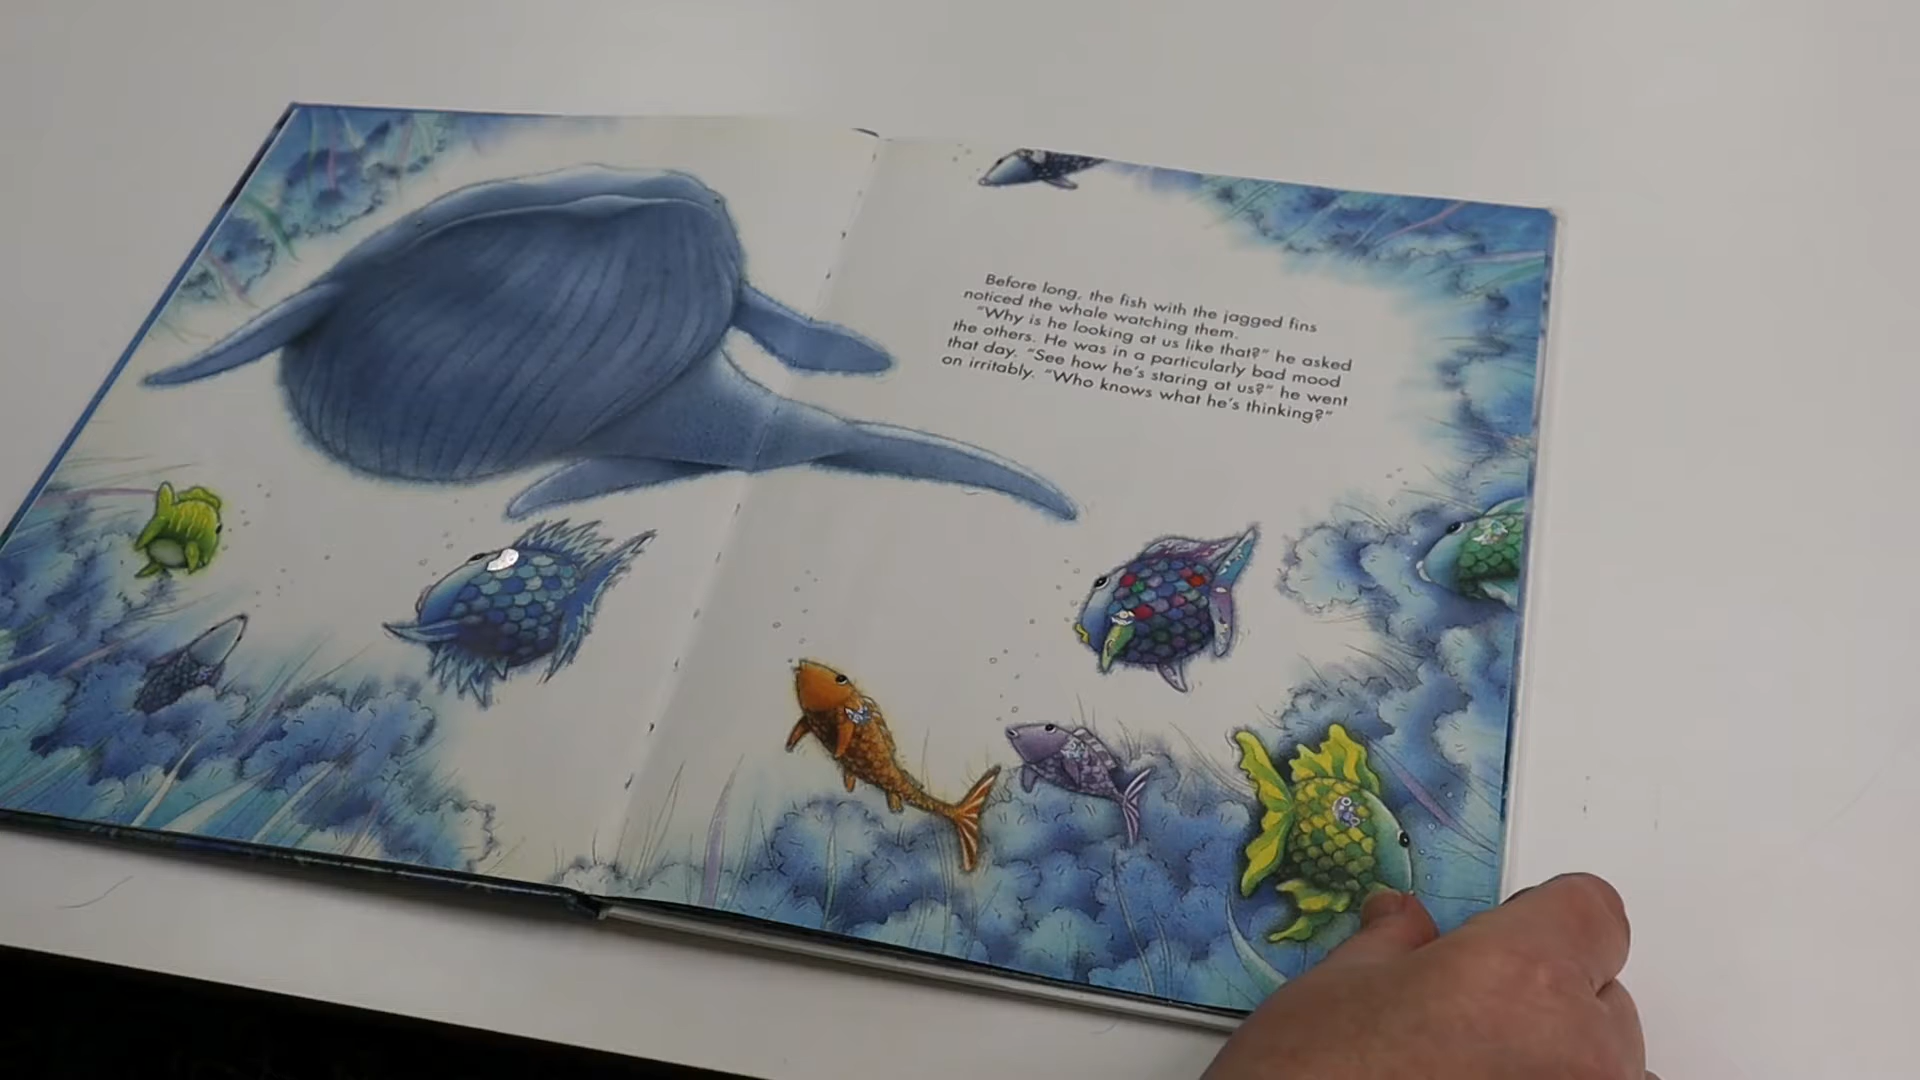 Before long, the fish with the jagged fins
noticed the whale watching them.
“Why is he looking at us like that?” he asked
the others. He was in a particularly bad mood
that day. “See how he’s staring at us?” he went
on irritably. “Who knows what he’s thinking?”